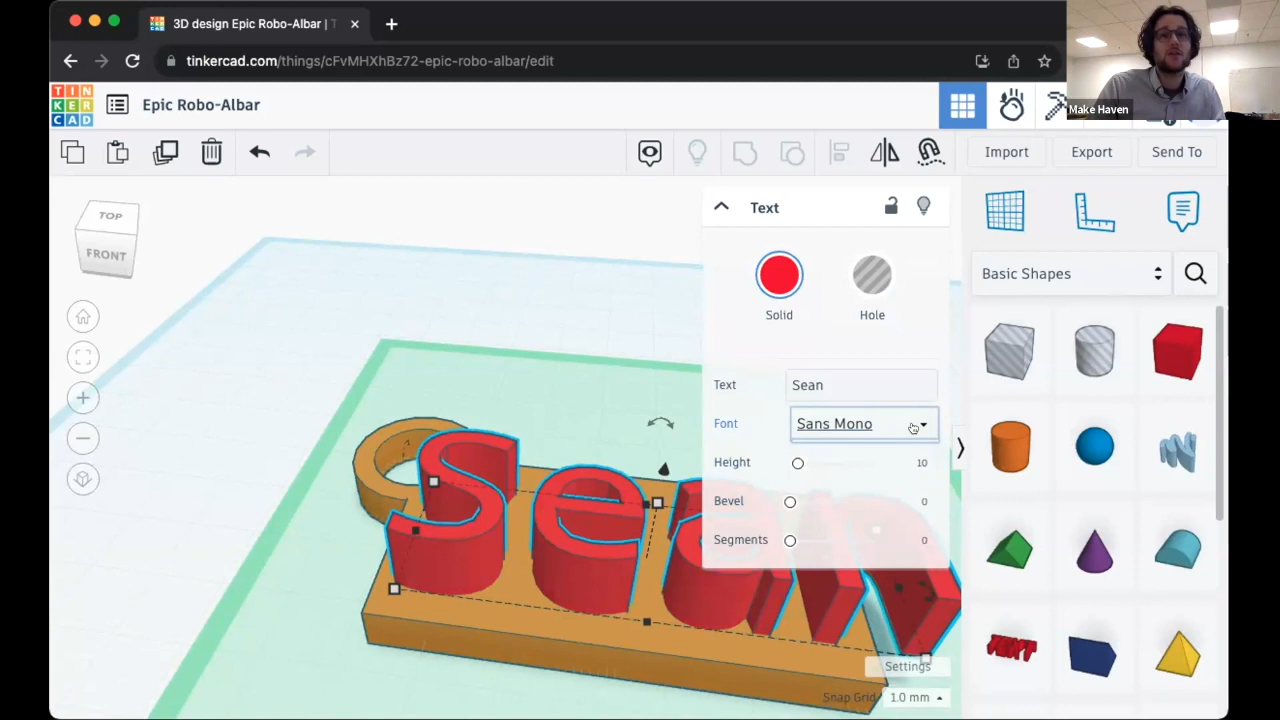 3D design Epic Robo-Albar | T
tinkercad.com/things/cFvMHXhBz72-epic-robo-albar/edit
Make Haven
TIN
KER
CAD
Epic Robo-Albar
Import
Export
Send To
TOP
FRONT
Text
Solid
Hole
Text
Sean
Font
Sans Mono
Height
10
Bevel
0
Segments
0
Basic Shapes
Sean
TEXT
Settings
Snap Grid
1.0 mm